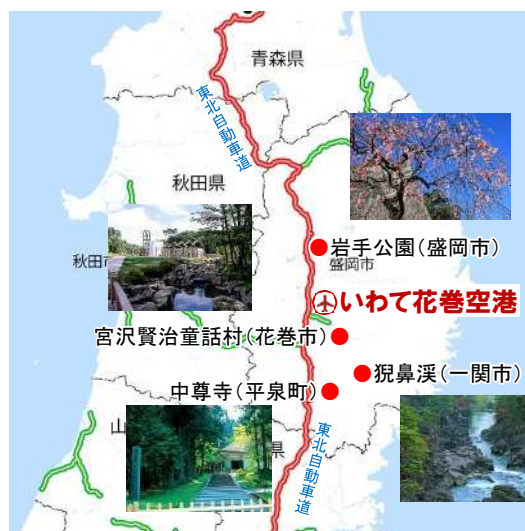 青森県
東北自動車道
秋田県
岩手公園(盛岡市)
秋田市
盛岡市
いわて花巻空港
宮沢賢治童話村(花巻市)
猊鼻渓(一関市)
中尊寺(平泉町)
山
県
東北自動車道